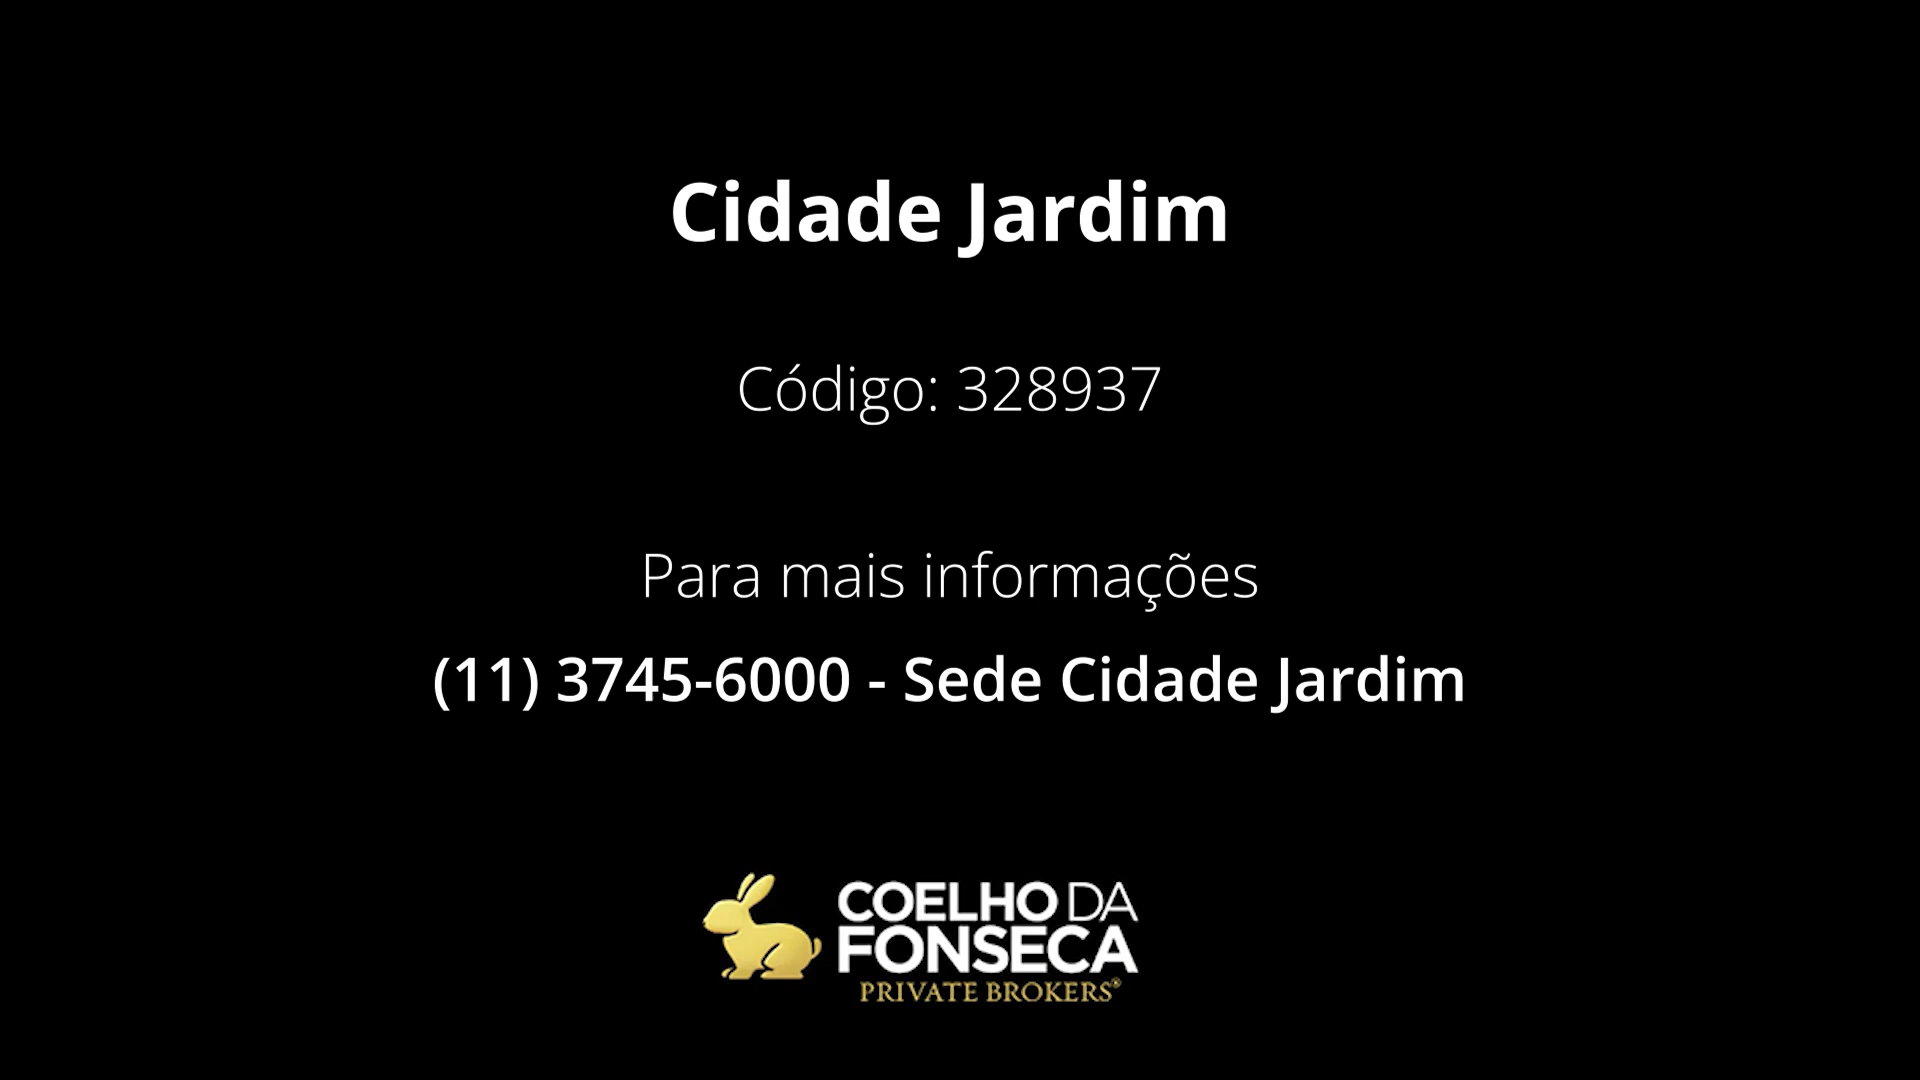 Cidade Jardim
Código: 328937
Para mais informações
(11) 3745-6000 - Sede Cidade Jardim
COELHO DA
FONSECA
PRIVATE BROKERS®